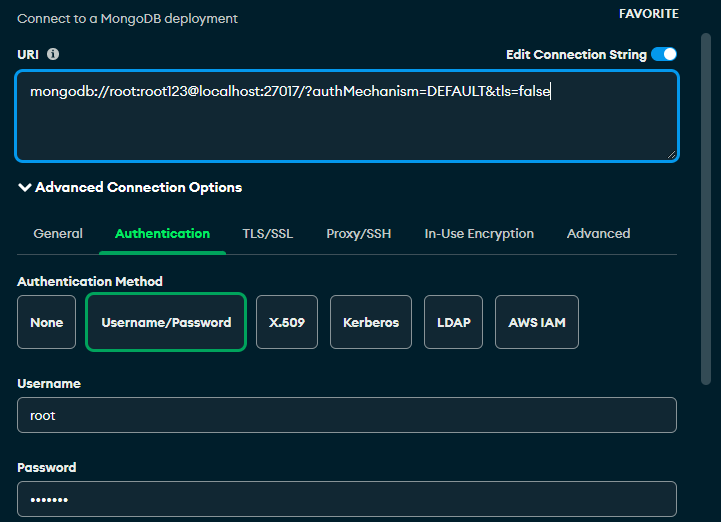 Connect to a MongoDB deployment
FAVORITE
URI
Edit Connection String
mongodb://root:root123@localhost:27017/?authMechanism=DEFAULT&tls=false
Advanced Connection Options
General Authentication TLS/SSL Proxy/SSH In-Use Encryption Advanced
Authentication Method
None Username/Password X.509 Kerberos LDAP AWS IAM
Username
root
Password
•••••••